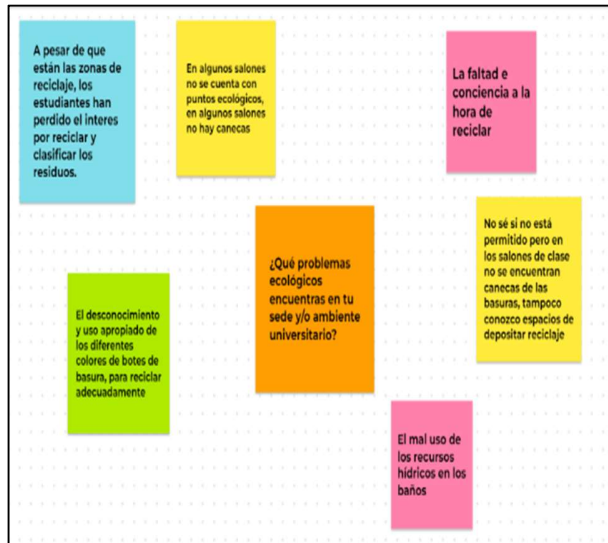 A pesar de que
están las zonas de
reciclaje, los
estudiantes han
perdido el interes
por reciclar y
clasificar los
residuos.
En algunos salones
no se cuenta con
puntos ecológicos,
en algunos salones
no hay canecas
La faltad e
conciencia a la
hora de
reciclar
No sé si no está
permitido pero en
los salones de clase
no se encuentran
canecas de las
basuras, tampoco
conozco espacios de
depositar reciclaje
¿Qué problemas
ecológicos
encuentras en tu
sede y/o ambiente
universitario?
El desconocimiento
y uso apropiado de
los diferentes
colores de botes de
basura, para reciclar
adecuadamente
El mal uso de
los recursos
hídricos en los
baños